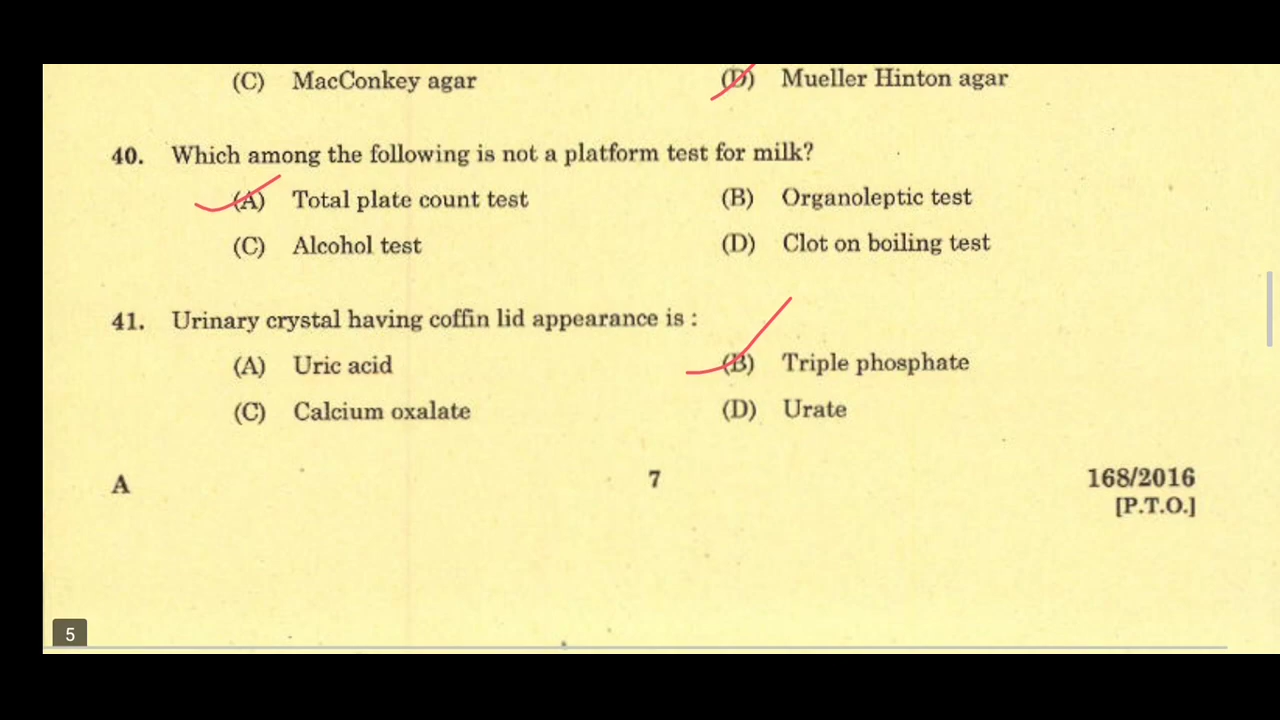 (C) MacConkey agar (D) Mueller Hinton agar
40. Which among the following is not a platform test for milk?
(A) Total plate count test (B) Organoleptic test
(C) Alcohol test (D) Clot on boiling test
41. Urinary crystal having coffin lid appearance is :
(A) Uric acid (B) Triple phosphate
(C) Calcium oxalate (D) Urate
A 7 168/2016
[P.T.O.]
5